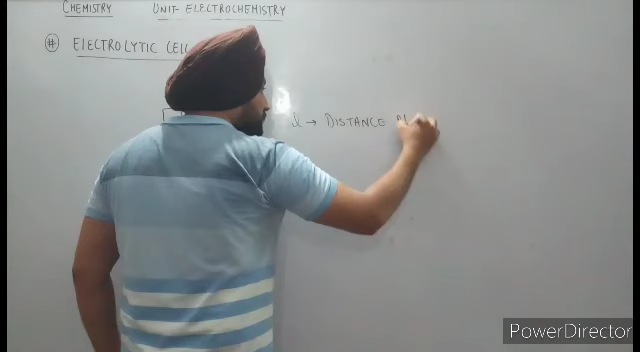 CHEMISTRY UNIT- ELECTROCHEMISTRY
# ELECTROLYTIC CELL
l → DISTANCE
PowerDirector